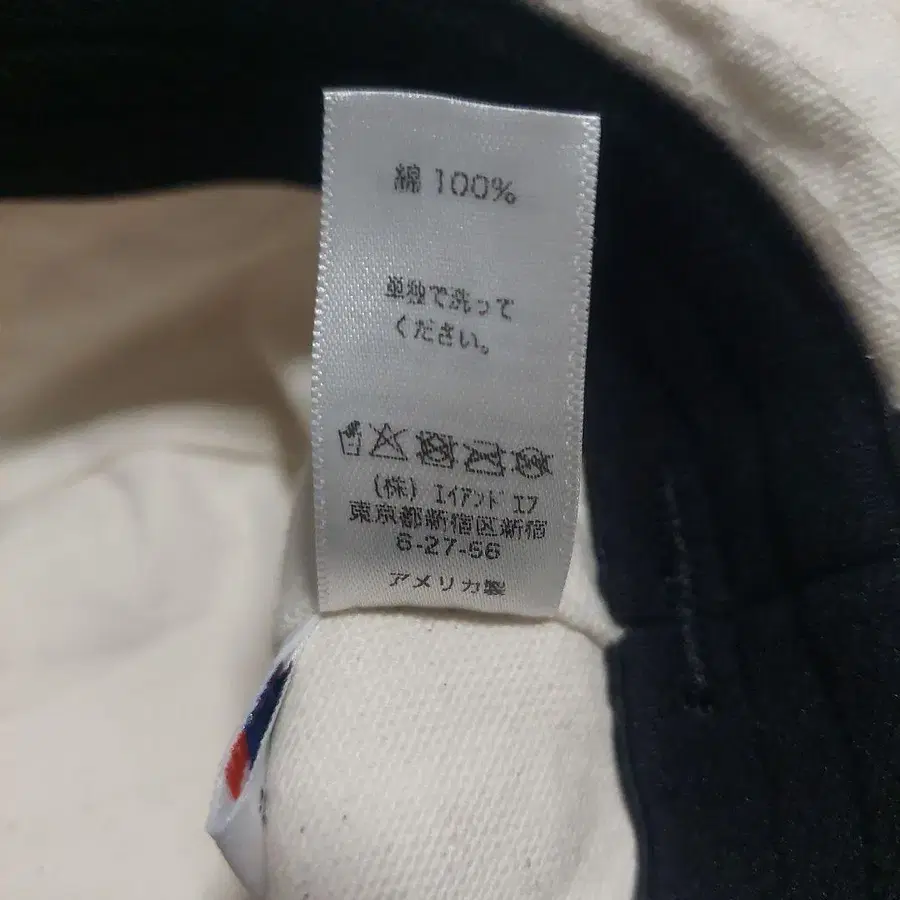 綿 100%
単独で洗って
ください。
(株) ｴｲｱﾝﾄﾞｴﾌ
東京都新宿区新宿
6-27-56
アメリカ製